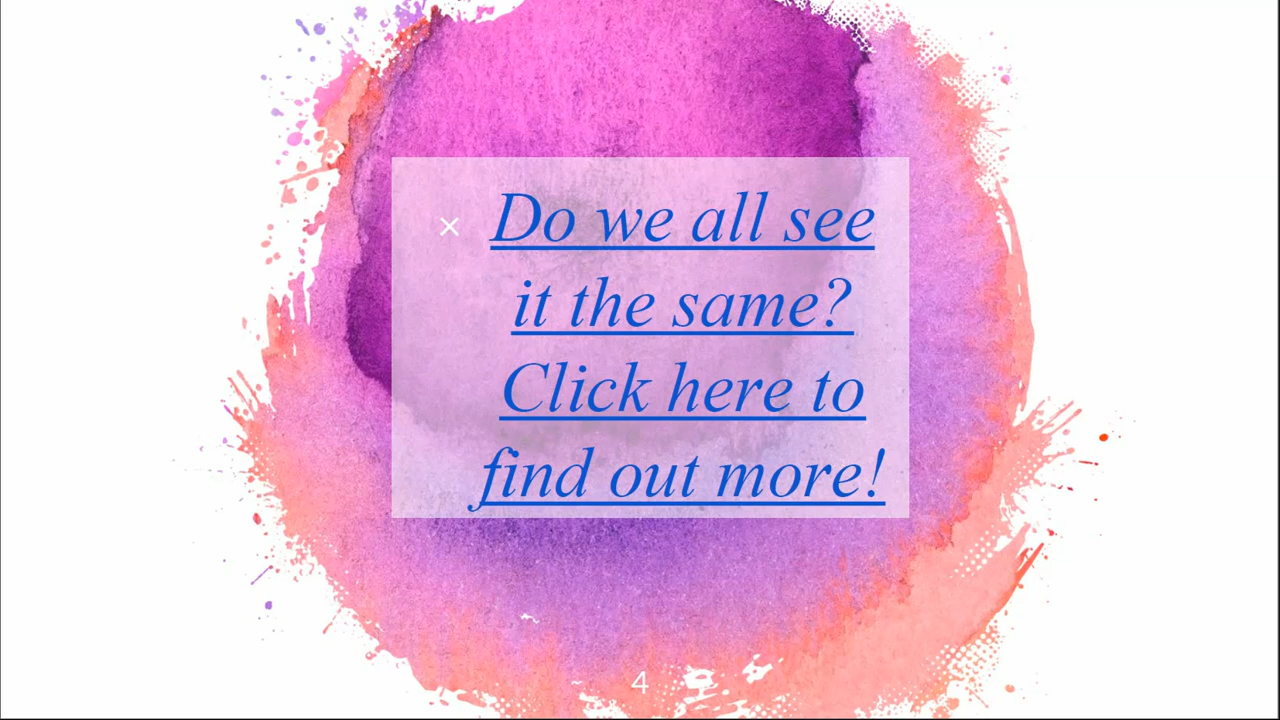 × Do we all see
it the same?
Click here to
find out more!
4